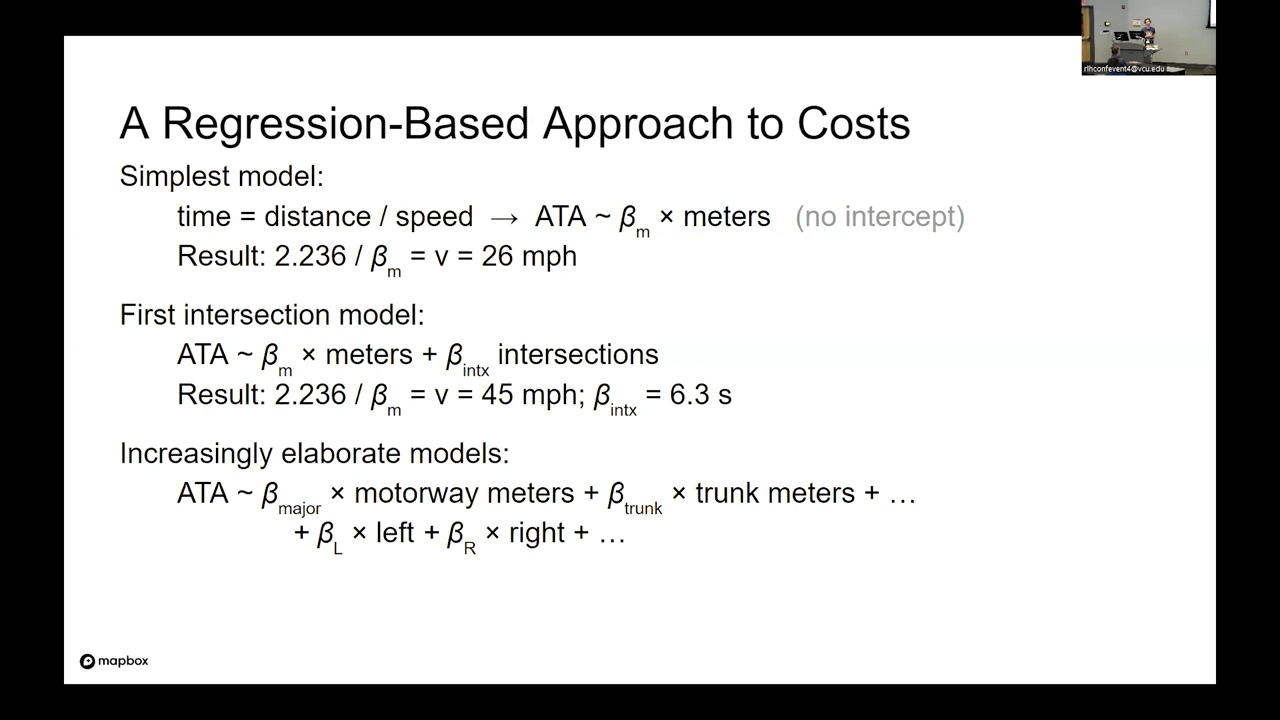 rlhconfevent4@vcu.edu
A Regression-Based Approach to Costs
Simplest model:
time = distance / speed → ATA ~ βm × meters (no intercept)
Result: 2.236 / βm = v = 26 mph
First intersection model:
ATA ~ βm × meters + βintx intersections
Result: 2.236 / βm = v = 45 mph; βintx = 6.3 s
Increasingly elaborate models:
ATA ~ βmajor × motorway meters + βtrunk × trunk meters + …
+ βL × left + βR × right + …
mapbox